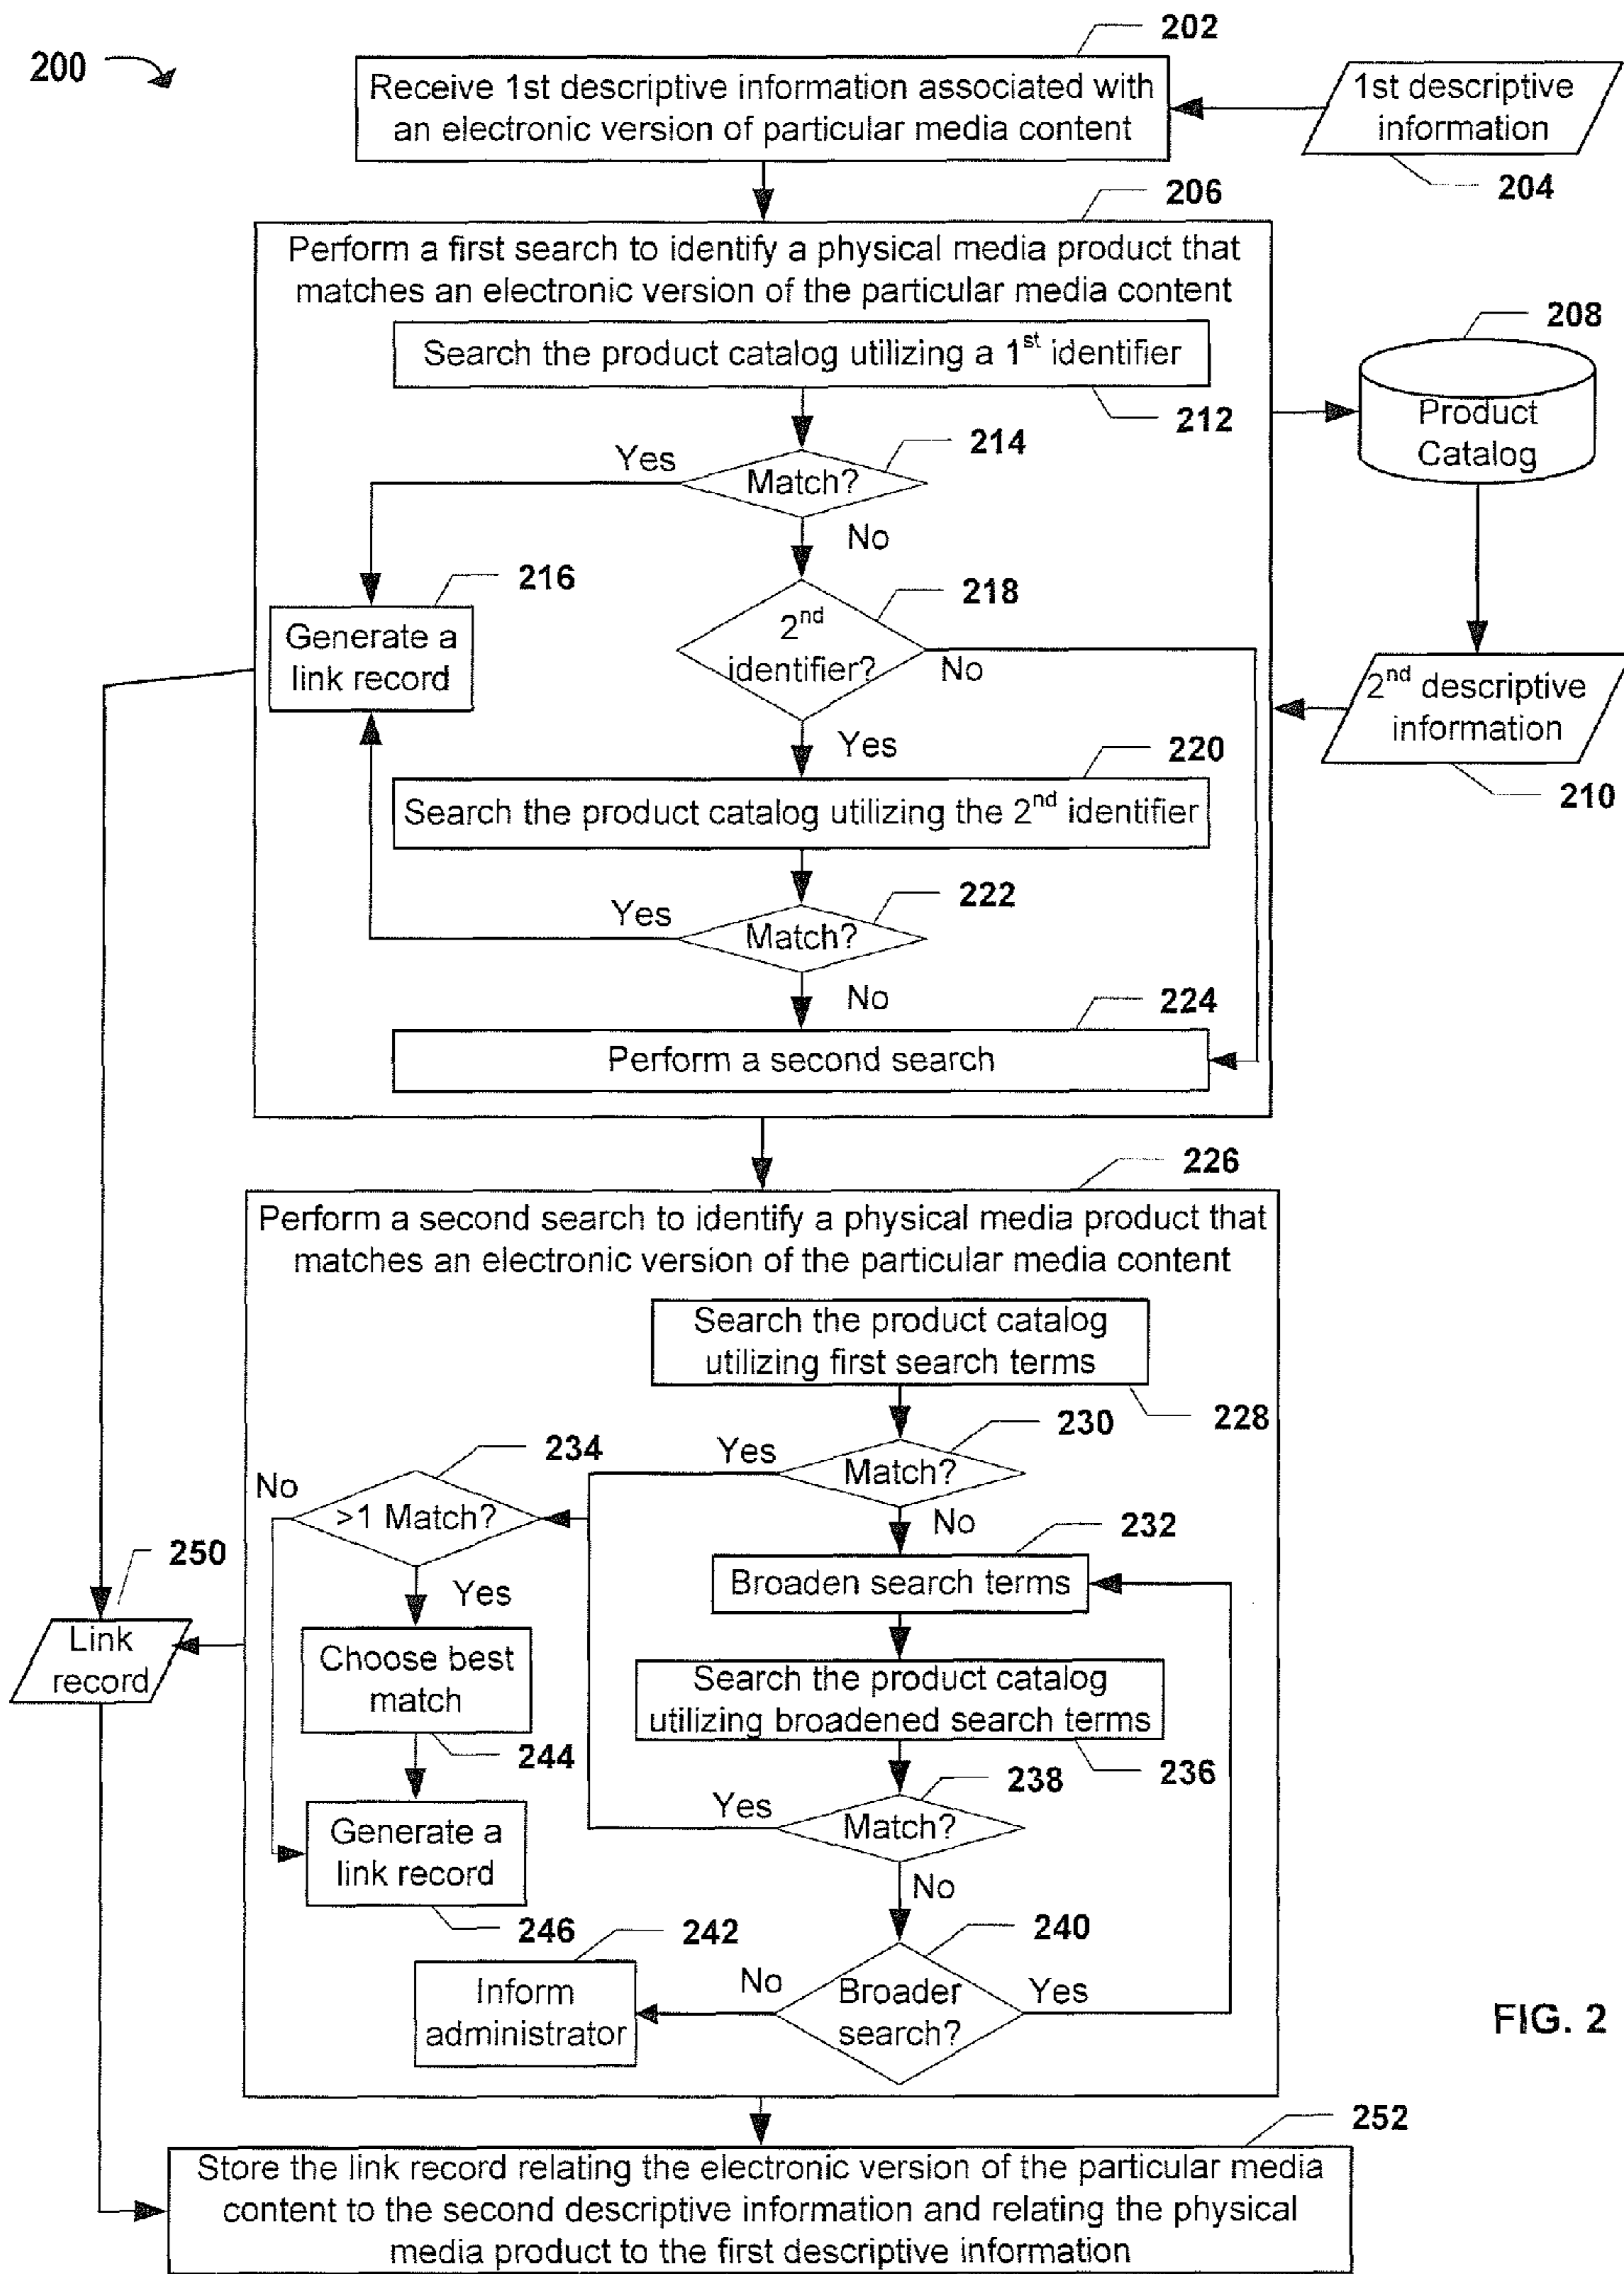 200
202
Receive 1st descriptive information associated with
an electronic version of particular media content
1st descriptive
information
204
206
Perform a first search to identify a physical media product that
matches an electronic version of the particular media content
Search the product catalog utilizing a 1st identifier
212
208
Product
Catalog
214
Match?
Yes
No
216
Generate a
link record
218
2nd
identifier?
No
Yes
2nd descriptive
information
210
220
Search the product catalog utilizing the 2nd identifier
222
Match?
Yes
No
224
Perform a second search
226
Perform a second search to identify a physical media product that
matches an electronic version of the particular media content
Search the product catalog
utilizing first search terms
228
230
Match?
Yes
No
234
>1 Match?
No
Yes
232
Broaden search terms
250
Link
record
Choose best
match
244
Search the product catalog
utilizing broadened search terms
236
238
Match?
Yes
No
Generate a
link record
246
242
Inform
administrator
240
Broader
search?
No
Yes
FIG. 2
252
Store the link record relating the electronic version of the particular media
content to the second descriptive information and relating the physical
media product to the first descriptive information